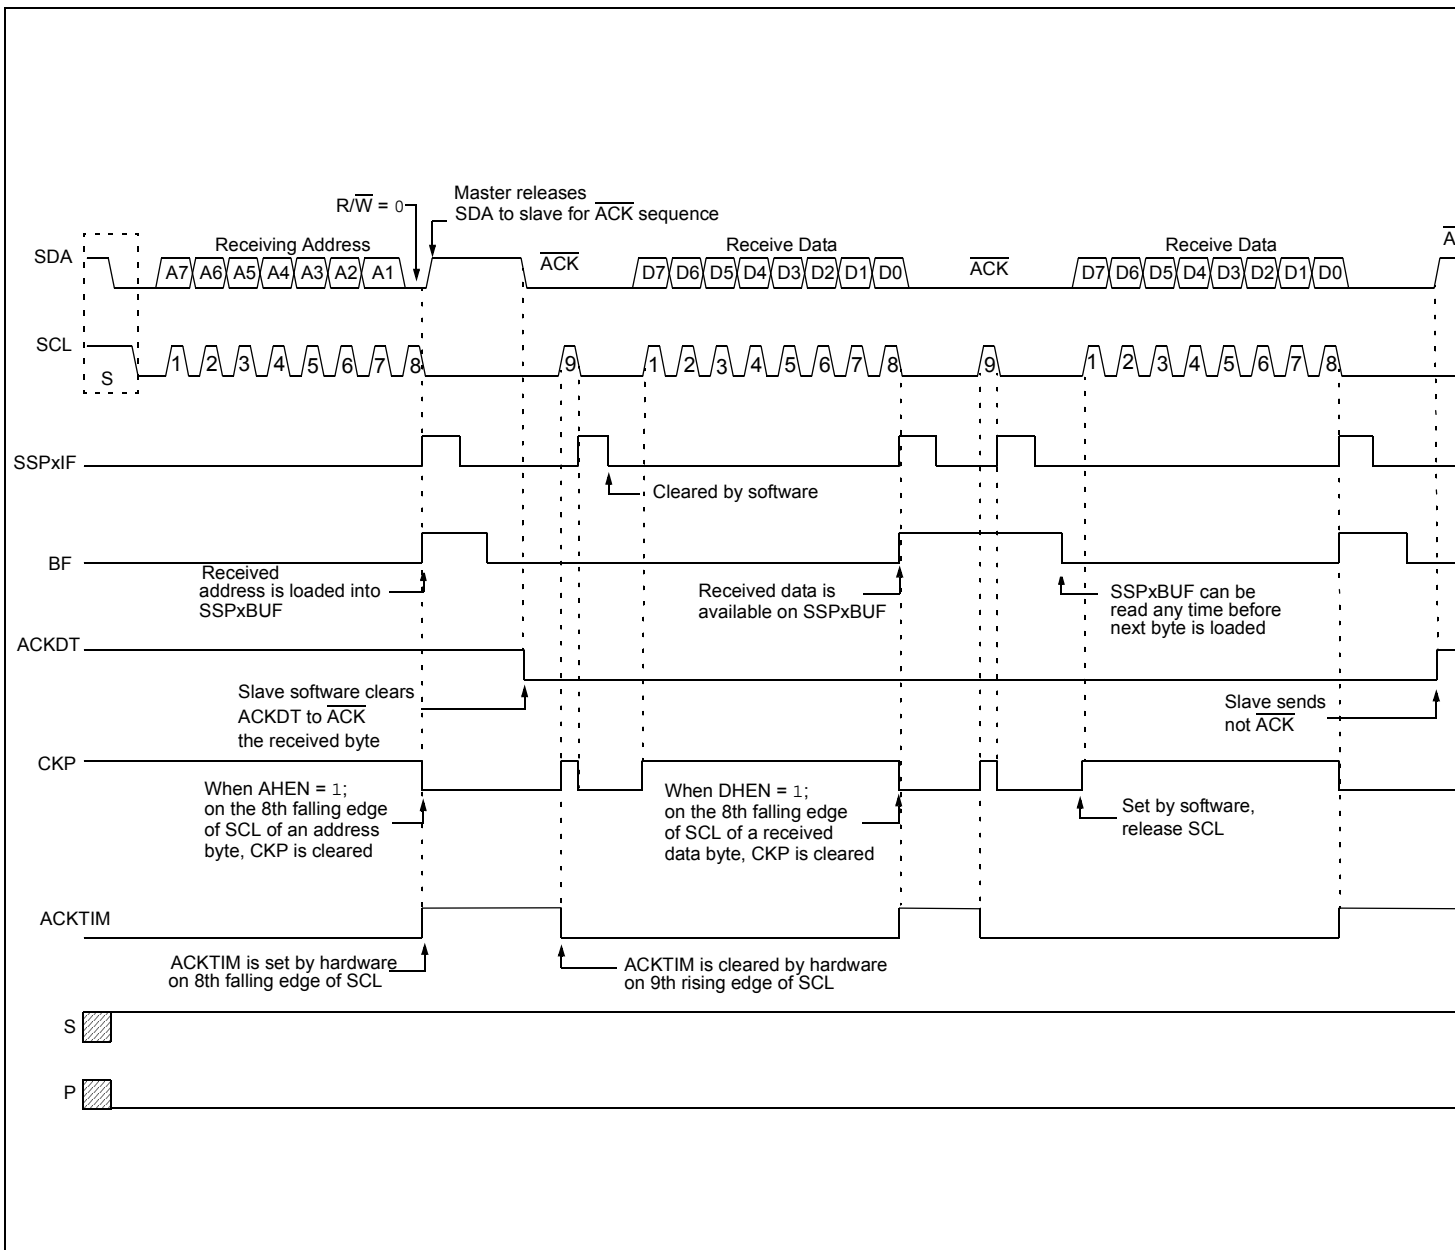 Master releases
SDA to slave for ACK sequence
R/W = 0
SDA
Receiving Address
ACK
Receive Data
ACK
Receive Data
A7 A6 A5 A4 A3 A2 A1
D7 D6 D5 D4 D3 D2 D1 D0
D7 D6 D5 D4 D3 D2 D1 D0
SCL
S
1 2 3 4 5 6 7 8
9
1 2 3 4 5 6 7 8
9
1 2 3 4 5 6 7 8
SSPxIF
Cleared by software
BF
Received
address is loaded into
SSPxBUF
Received data is
available on SSPxBUF
SSPxBUF can be
read any time before
next byte is loaded
ACKDT
Slave software clears
ACKDT to ACK
the received byte
Slave sends
not ACK
CKP
When AHEN = 1;
on the 8th falling edge
of SCL of an address
byte, CKP is cleared
When DHEN = 1;
on the 8th falling edge
of SCL of a received
data byte, CKP is cleared
Set by software,
release SCL
ACKTIM
ACKTIM is set by hardware
on 8th falling edge of SCL
ACKTIM is cleared by hardware
on 9th rising edge of SCL
S
P